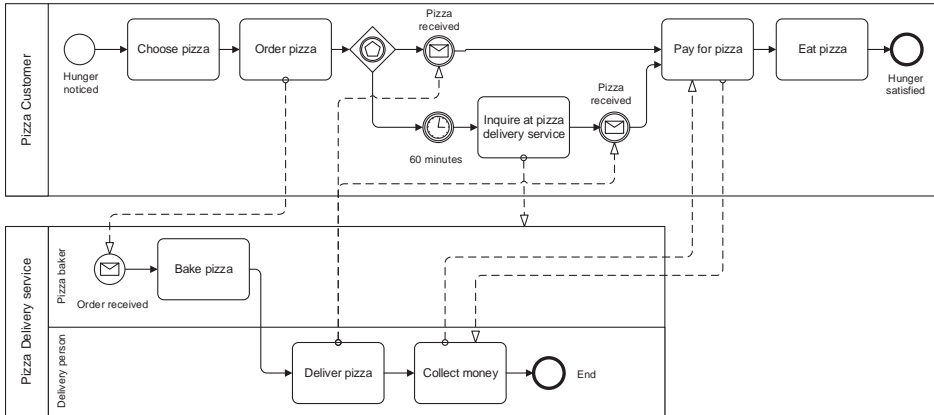 Pizza Customer
Hunger
noticed
Choose pizza
Order pizza
Pizza
received
60 minutes
Inquire at pizza
delivery service
Pizza
received
Pay for pizza
Eat pizza
Hunger
satisfied
Pizza Delivery service
Pizza baker
Order received
Bake pizza
Delivery person
Deliver pizza
Collect money
End